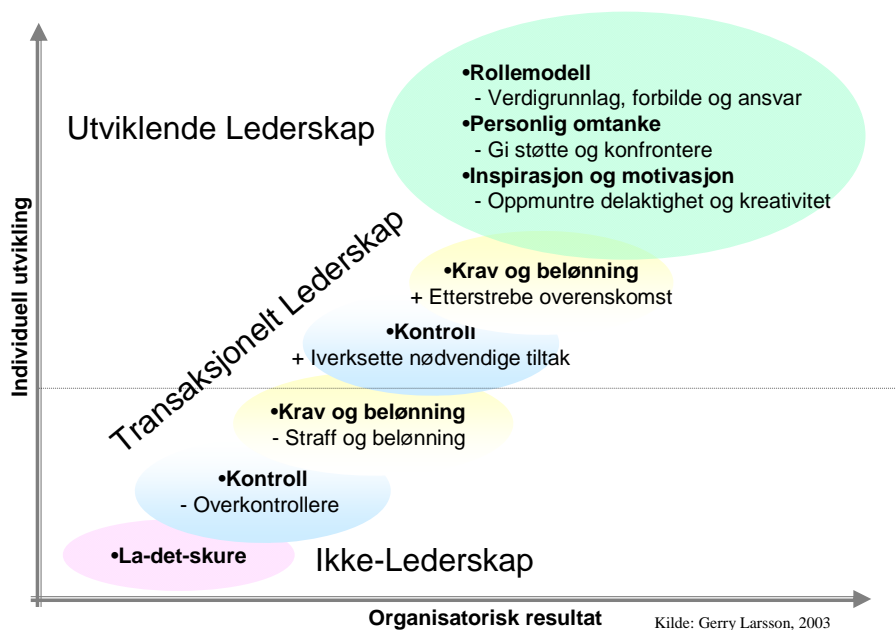 •Rollemodell
- Verdigrunnlag, forbilde og ansvar
•Personlig omtanke
- Gi støtte og konfrontere
•Inspirasjon og motivasjon
- Oppmuntre delaktighet og kreativitet
Utviklende Lederskap
Transaksjonelt Lederskap
•Krav og belønning
+ Etterstrebe overenskomst
•Kontroll
+ Iverksette nødvendige tiltak
•Krav og belønning
- Straff og belønning
•Kontroll
- Overkontrollere
•La-det-skure
Ikke-Lederskap
Individuell utvikling
Organisatorisk resultat
Kilde: Gerry Larsson, 2003